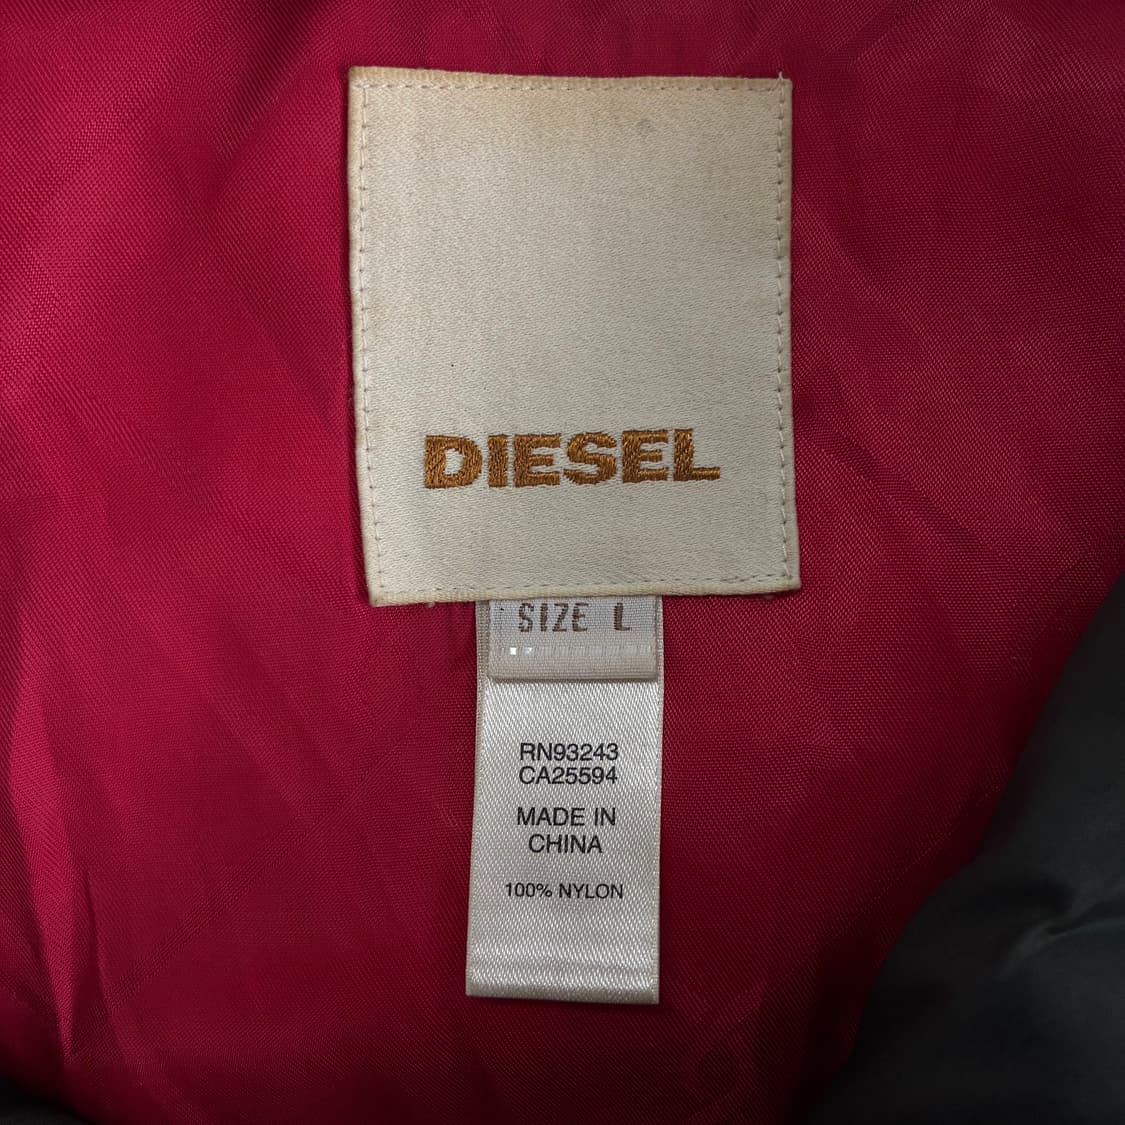 DIESEL
SIZE L
RN93243
CA25594
MADE IN
CHINA
100% NYLON